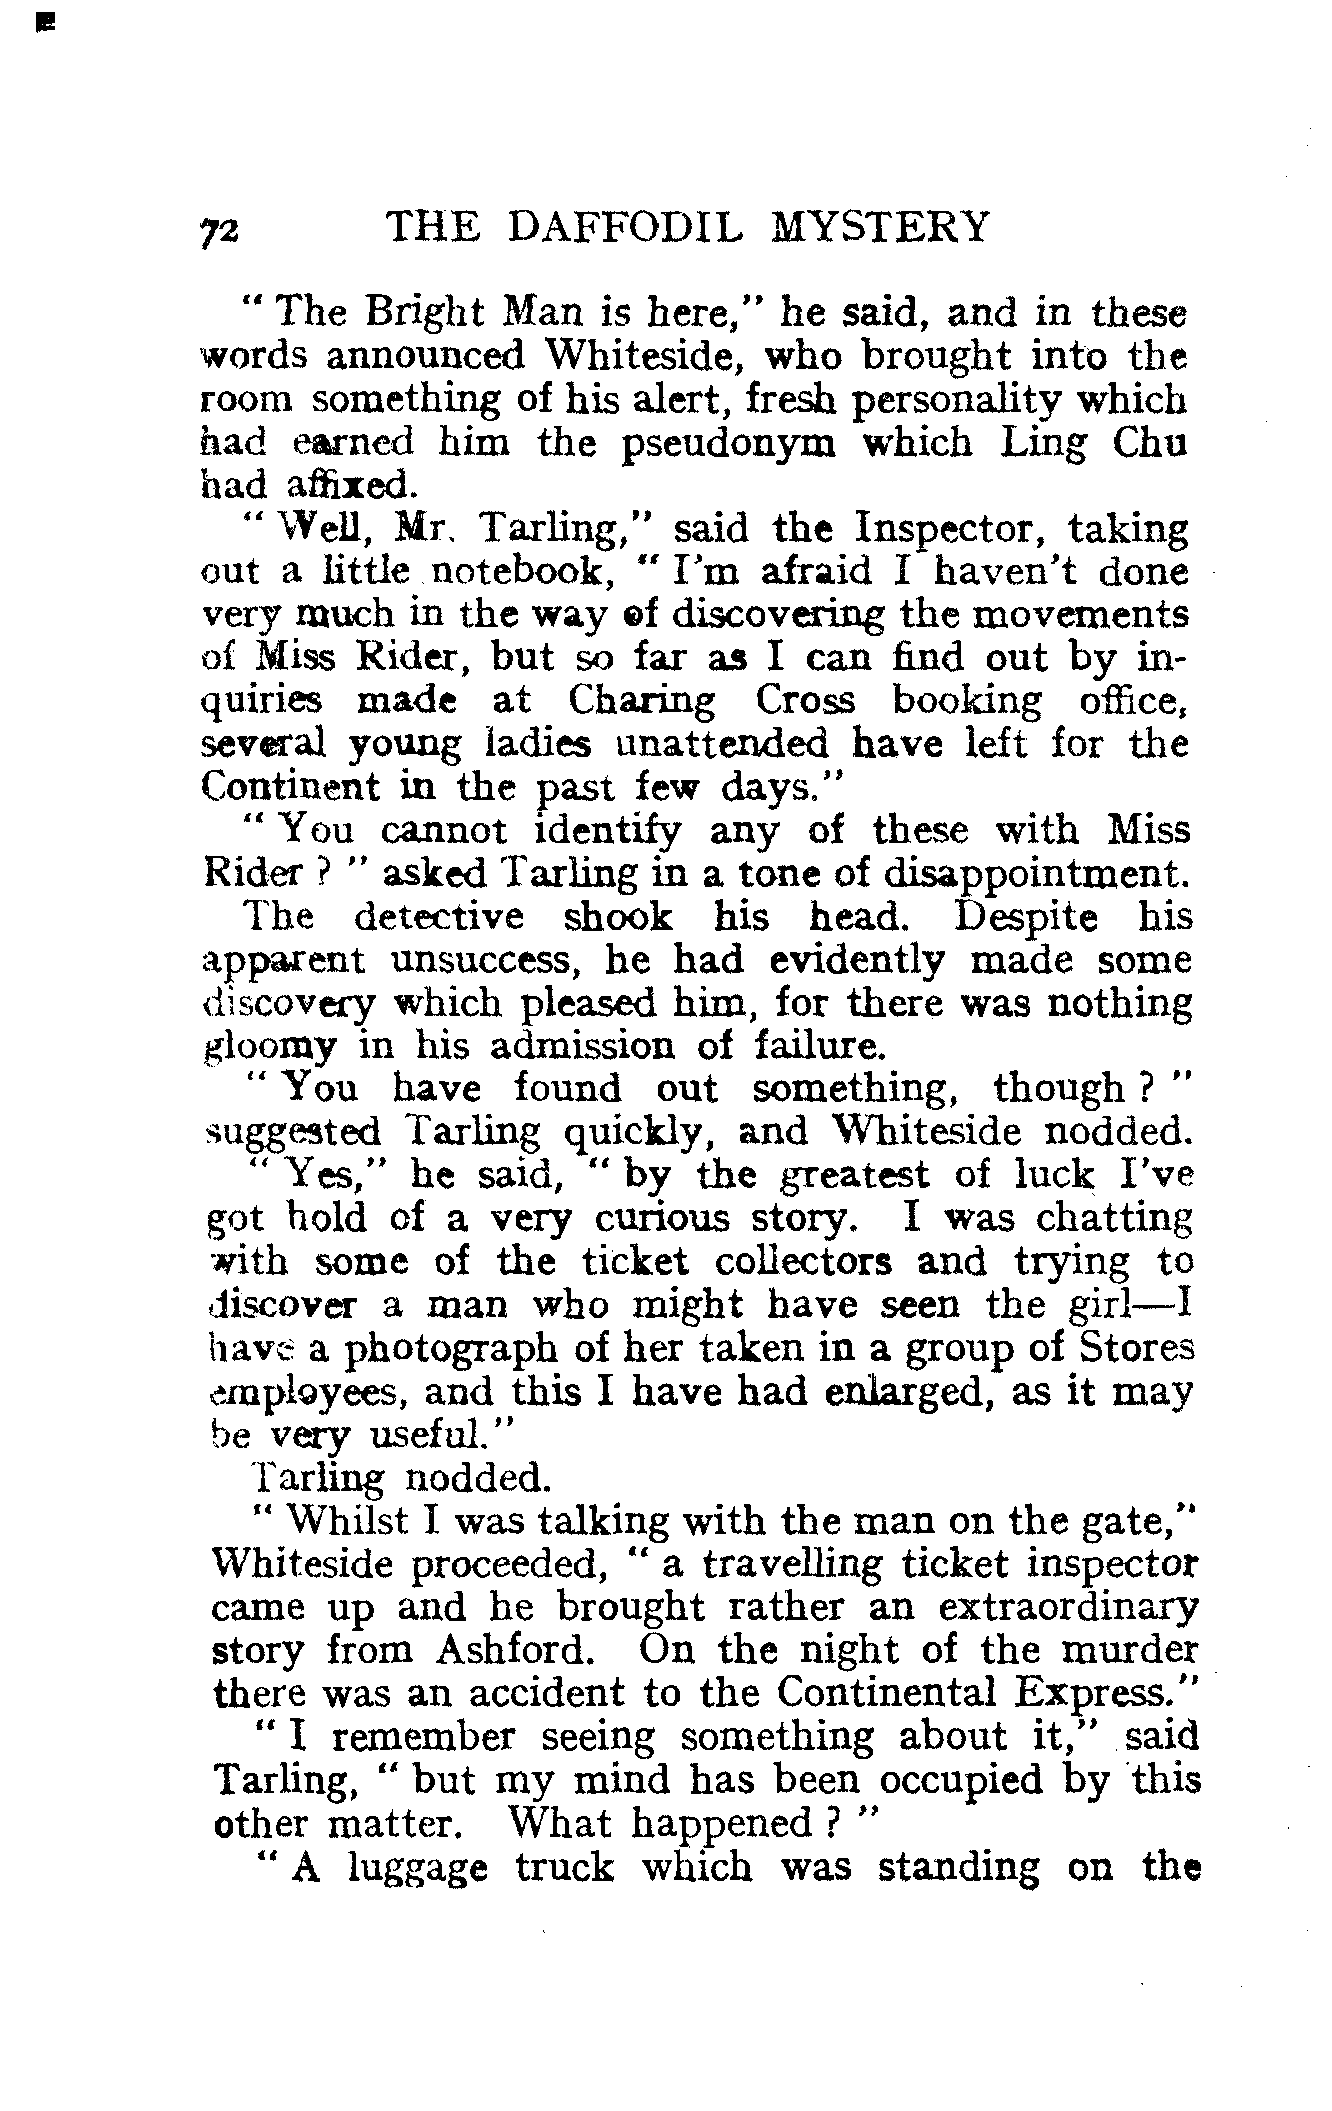 72 THE DAFFODIL MYSTERY
" The Bright Man is here," he said, and in these
words announced Whiteside, who brought into the
room something of his alert, fresh personality which
had earned him the pseudonym which Ling Chu
had affixed.
" Well, Mr. Tarling," said the Inspector, taking
out a little notebook, " I'm afraid I haven't done
very much in the way of discovering the movements
of Miss Rider, but so far as I can find out by in-
quiries made at Charing Cross booking office,
several young ladies unattended have left for the
Continent in the past few days."
" You cannot identify any of these with Miss
Rider ? " asked Tarling in a tone of disappointment.
The detective shook his head. Despite his
apparent unsuccess, he had evidently made some
discovery which pleased him, for there was nothing
gloomy in his admission of failure.
" You have found out something, though ? "
suggested Tarling quickly, and Whiteside nodded.
" Yes," he said, " by the greatest of luck I've
got hold of a very curious story. I was chatting
with some of the ticket collectors and trying to
discover a man who might have seen the girl—I
have a photograph of her taken in a group of Stores
employees, and this I have had enlarged, as it may
be very useful."
Tarling nodded.
" Whilst I was talking with the man on the gate,"
Whiteside proceeded, " a travelling ticket inspector
came up and he brought rather an extraordinary
story from Ashford. On the night of the murder
there was an accident to the Continental Express."
" I remember seeing something about it," said
Tarling, " but my mind has been occupied by this
other matter. What happened ? "
" A luggage truck which was standing on the